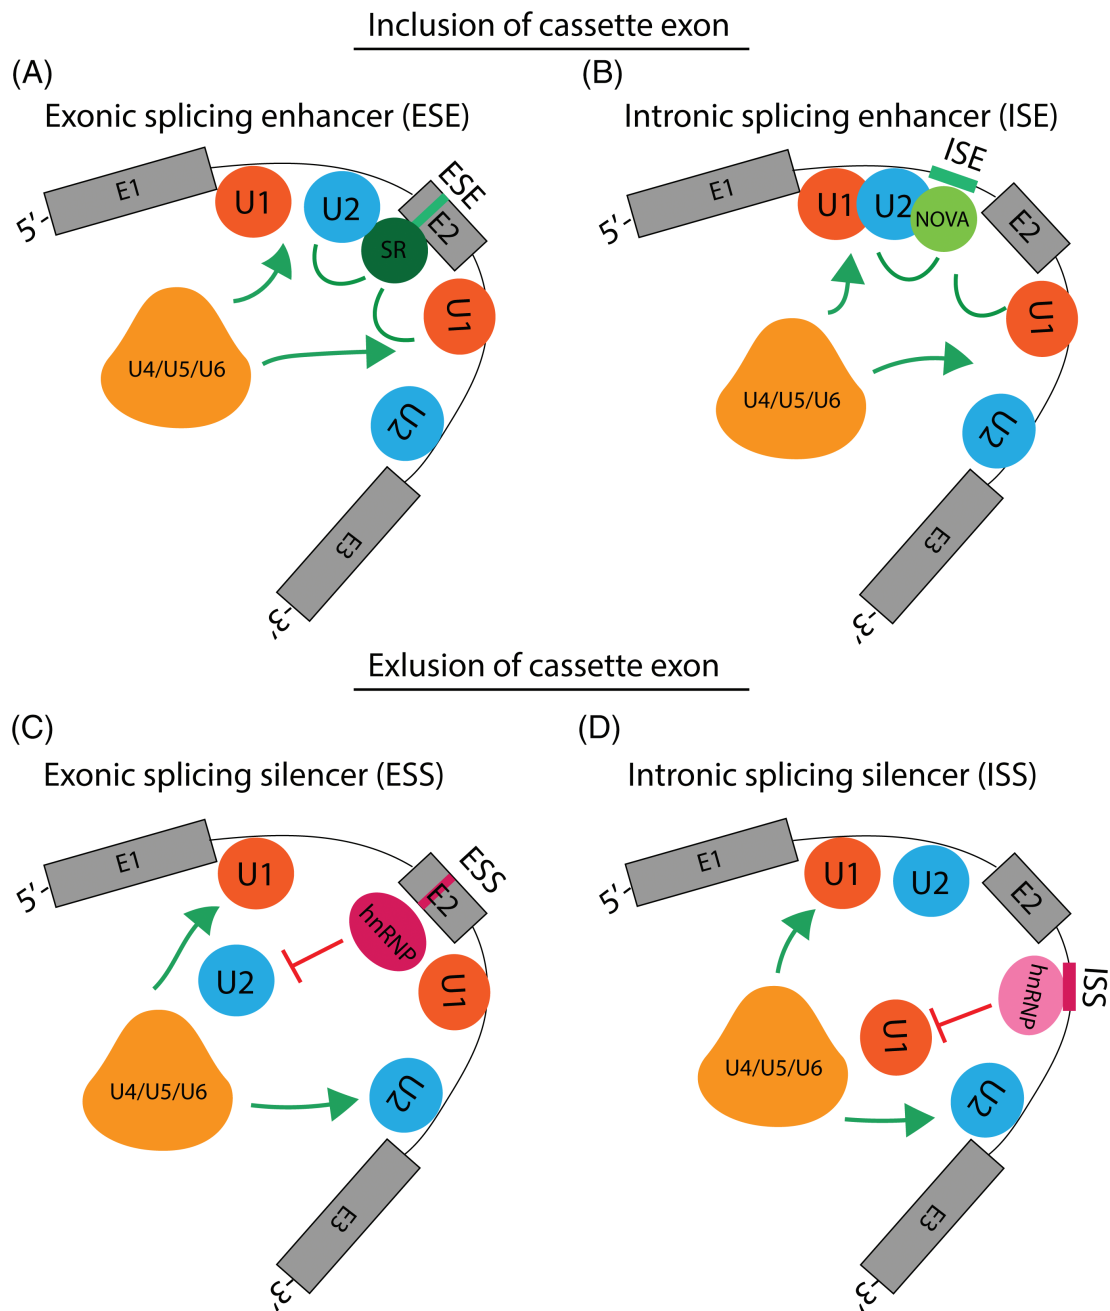 Inclusion of cassette exon
(A)
Exonic splicing enhancer (ESE)
E1
5'-
U1
U2
ESE
E2
SR
U1
U4/U5/U6
U2
E3
-3'
(B)
Intronic splicing enhancer (ISE)
ISE
E1
5'-
U1
U2
NOVA
E2
U1
U4/U5/U6
U2
E3
-3'
Exlusion of cassette exon
(C)
Exonic splicing silencer (ESS)
E1
5'-
U1
ESS
E2
hnRNP
U2
U1
U4/U5/U6
U2
E3
-3'
(D)
Intronic splicing silencer (ISS)
E1
5'-
U1
U2
E2
hnRNP
ISS
U1
U4/U5/U6
U2
E3
-3'